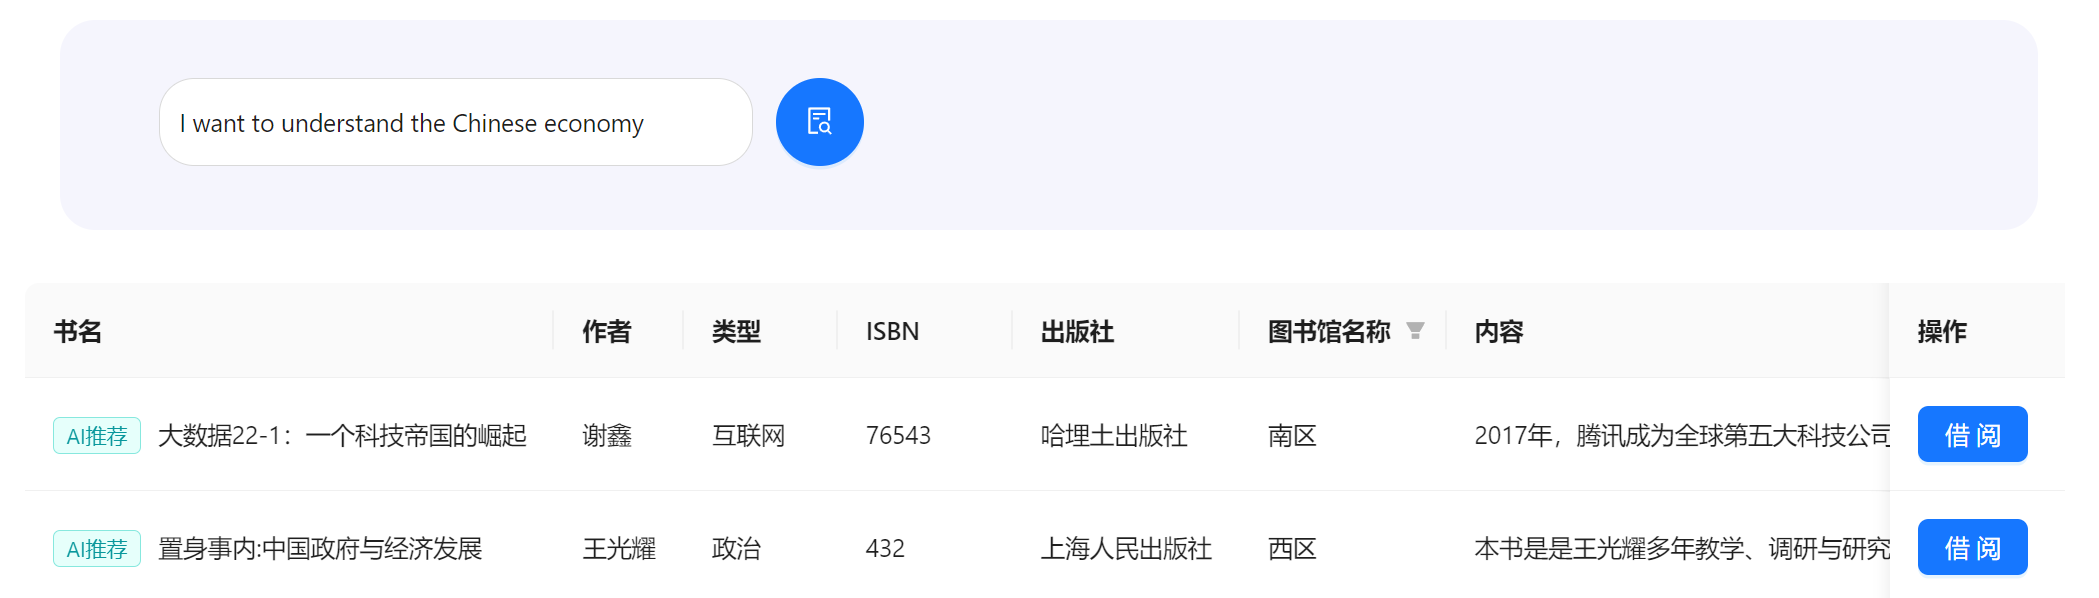 I want to understand the Chinese economy
书名 作者 类型 ISBN 出版社 图书馆名称 内容 操作
AI推荐 大数据22-1：一个科技帝国的崛起 谢鑫 互联网 76543 哈埋土出版社 南区 2017年，腾讯成为全球第五大科技公司 借 阅
AI推荐 置身事内:中国政府与经济发展 王光耀 政治 432 上海人民出版社 西区 本书是是王光耀多年教学、调研与研究 借 阅